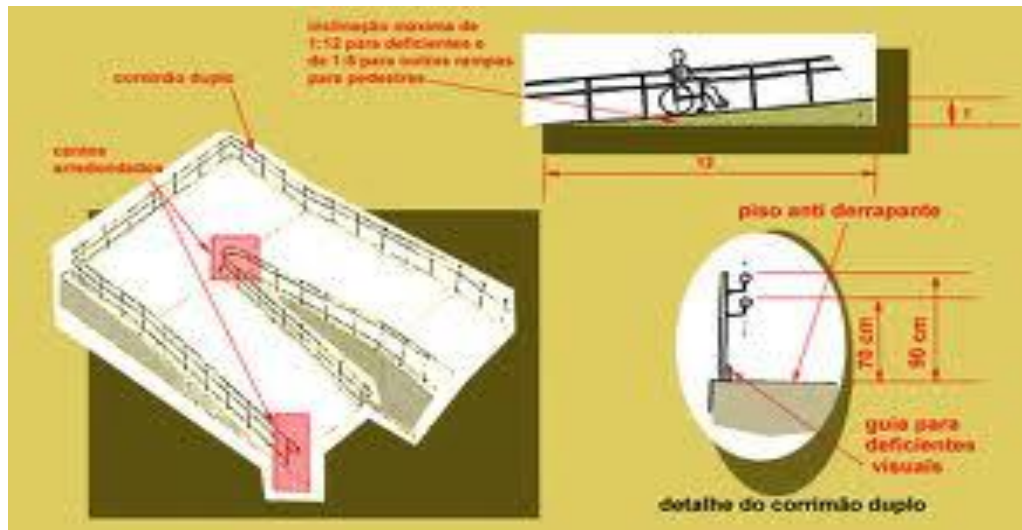 inclinação máxima de
1:12 para deficientes e
de 1:8 para outras rampas
para pedestres
corrimão duplo
cantos
arredondados
1
12
piso anti derrapante
70 cm
90 cm
guia para
deficientes
visuais
detalhe do corrimão duplo